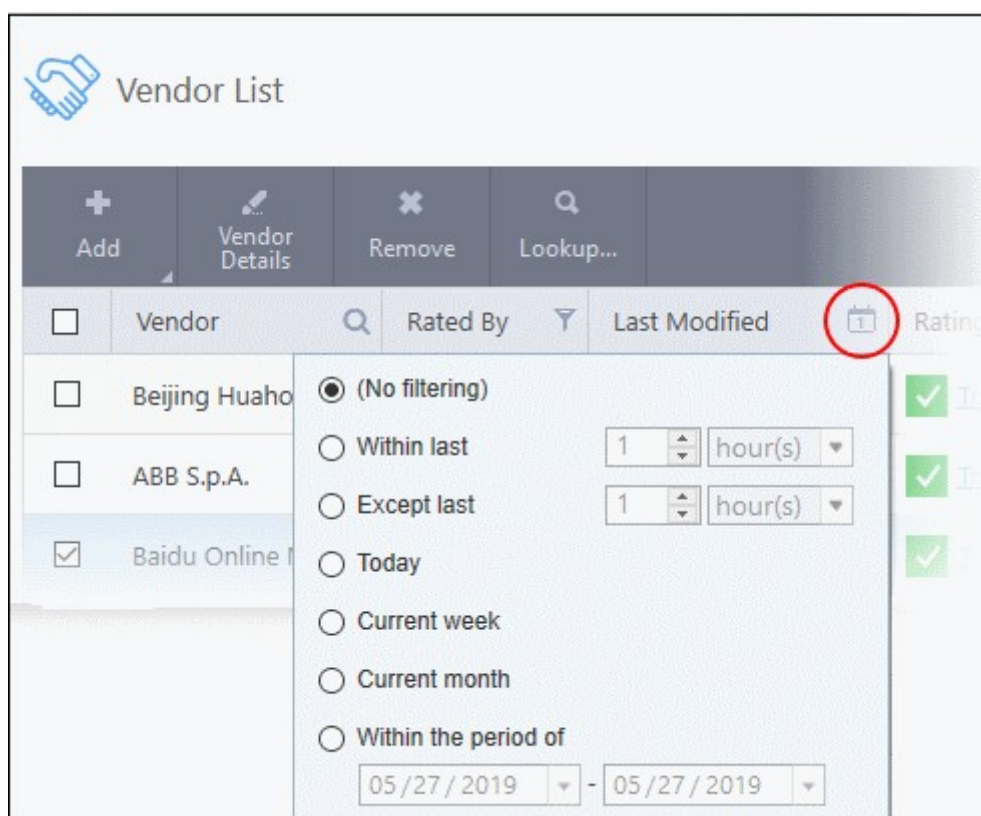 Vendor List
Add
Vendor
Details
Remove
Lookup...
Vendor Rated By Last Modified 1 Rating
Beijing Huaho
ABB S.p.A.
Baidu Online
(No filtering)
Within last 1 hour(s)
Except last 1 hour(s)
Today
Current week
Current month
Within the period of
05/27/2019 - 05/27/2019